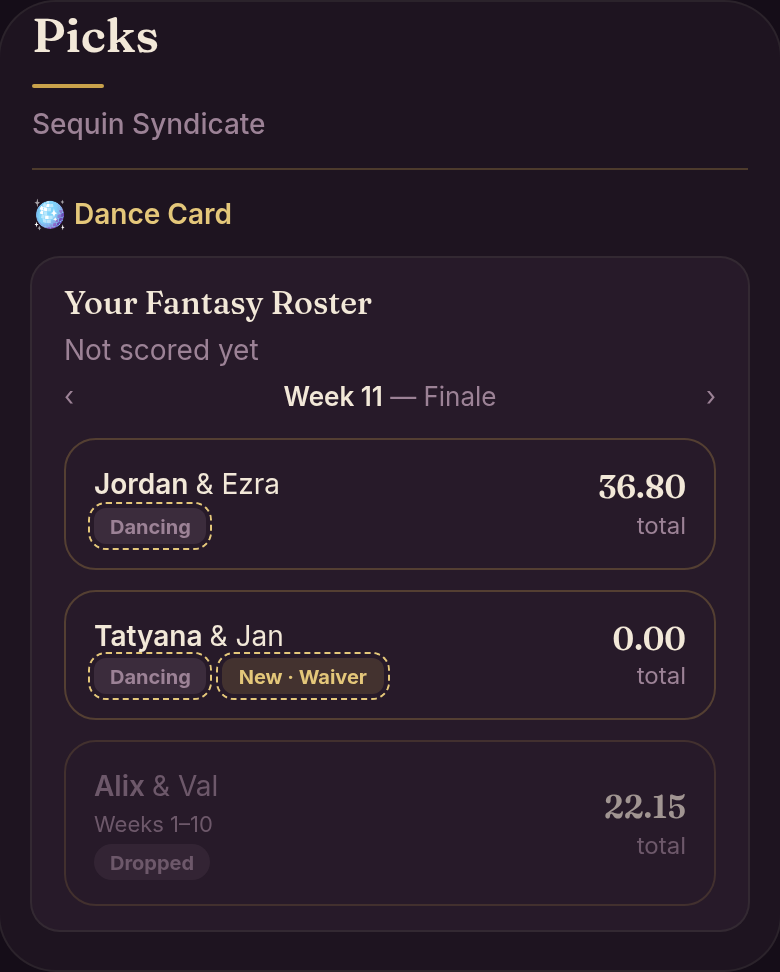 Picks
Sequin Syndicate
Dance Card
Your Fantasy Roster
Not scored yet
‹ Week 11 — Finale ›
Jordan & Ezra 36.80
Dancing total
Tatyana & Jan 0.00
Dancing New · Waiver total
Alix & Val
Weeks 1–10 22.15
Dropped total